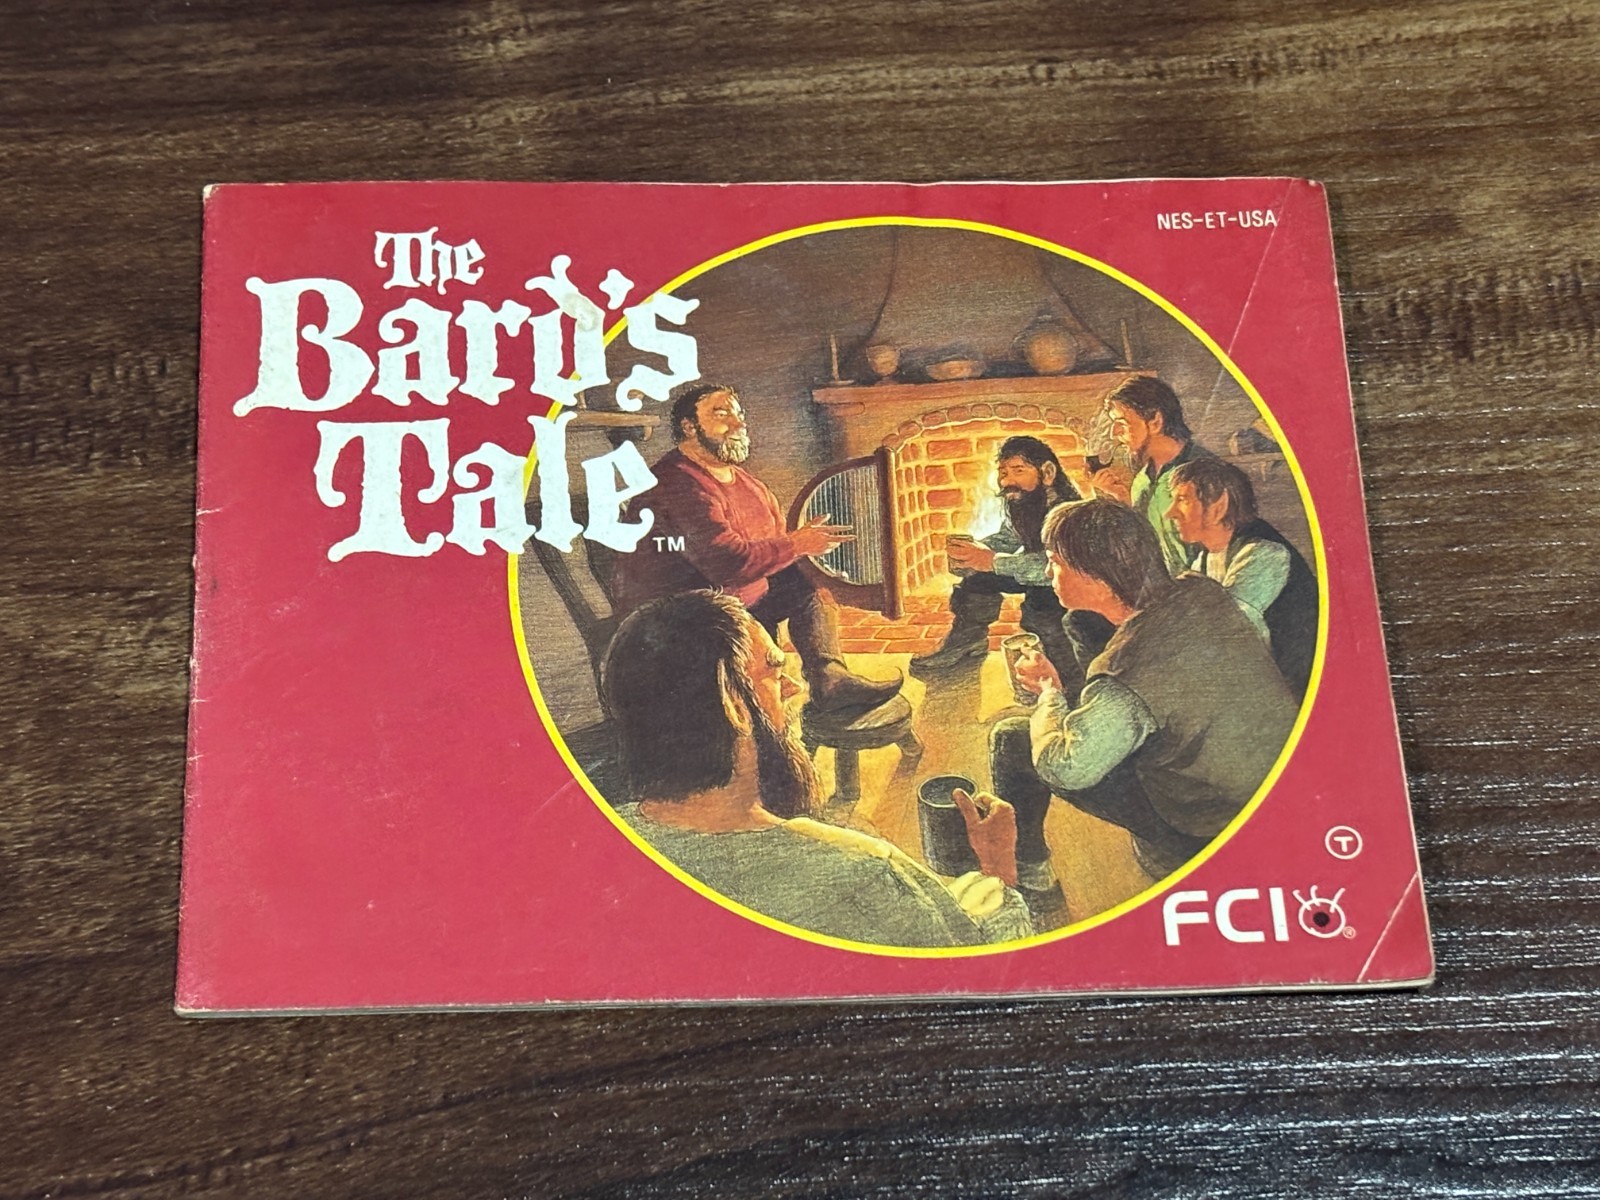 The
Bard's
Tale
TM
NES-ET-USA
T
FCI
®